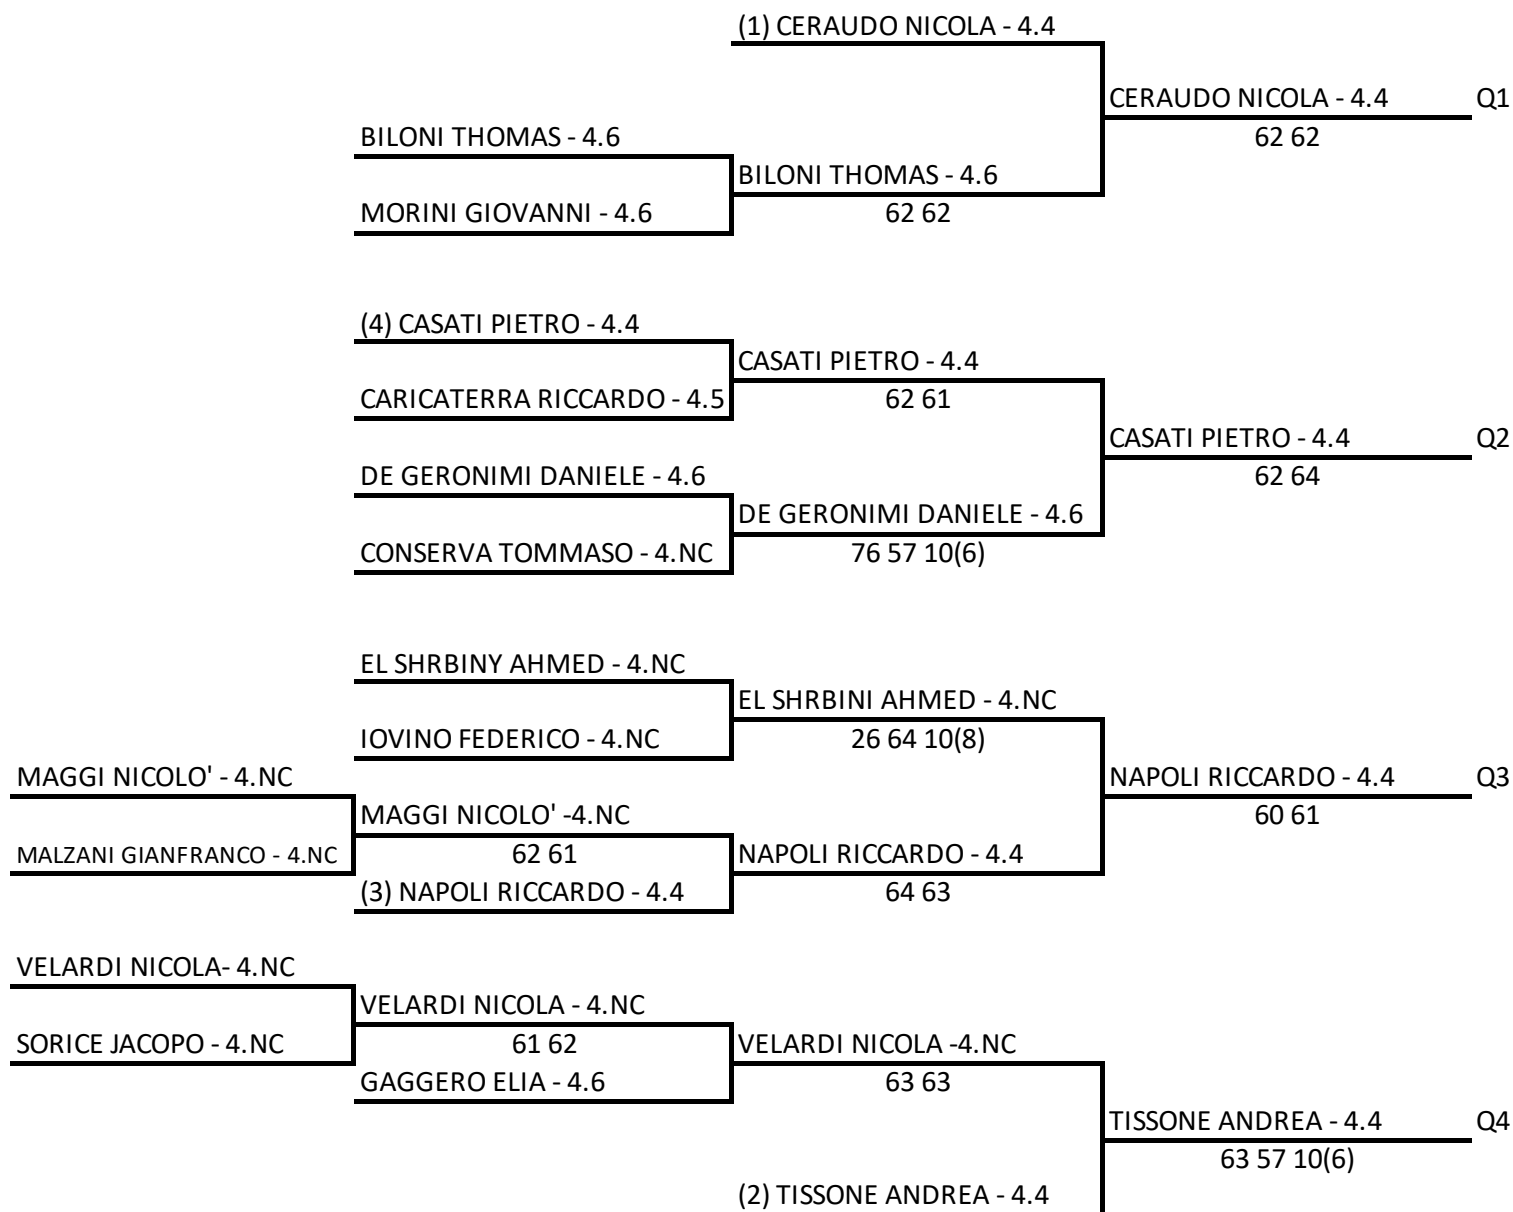 (1) CERAUDO NICOLA - 4.4
CERAUDO NICOLA - 4.4 Q1
62 62
BILONI THOMAS - 4.6
BILONI THOMAS - 4.6
62 62
MORINI GIOVANNI - 4.6
(4) CASATI PIETRO - 4.4
CASATI PIETRO - 4.4
62 61
CARICATERRA RICCARDO - 4.5
CASATI PIETRO - 4.4 Q2
62 64
DE GERONIMI DANIELE - 4.6
DE GERONIMI DANIELE - 4.6
76 57 10(6)
CONSERVA TOMMASO - 4.NC
EL SHRBINY AHMED - 4.NC
EL SHRBINI AHMED - 4.NC
26 64 10(8)
IOVINO FEDERICO - 4.NC
NAPOLI RICCARDO - 4.4 Q3
60 61
MAGGI NICOLO' - 4.NC
MAGGI NICOLO' -4.NC
62 61
MALZANI GIANFRANCO - 4.NC
NAPOLI RICCARDO - 4.4
64 63
(3) NAPOLI RICCARDO - 4.4
VELARDI NICOLA- 4.NC
VELARDI NICOLA - 4.NC
61 62
SORICE JACOPO - 4.NC
VELARDI NICOLA -4.NC
63 63
GAGGERO ELIA - 4.6
TISSONE ANDREA - 4.4 Q4
63 57 10(6)
(2) TISSONE ANDREA - 4.4